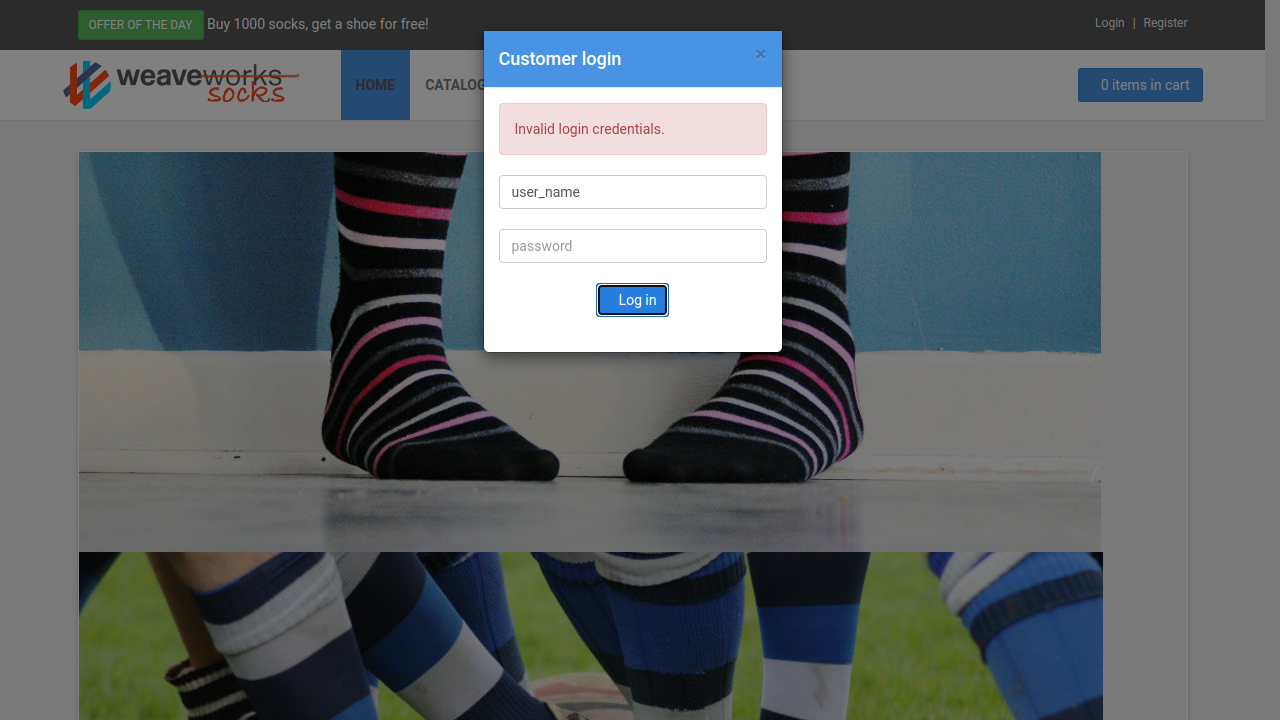 OFFER OF THE DAY Buy 1000 socks, get a shoe for free!
Login | Register
Customer login ×
weaveworks
socks
HOME
CATALOG
0 items in cart
Invalid login credentials.
user_name
password
Log in